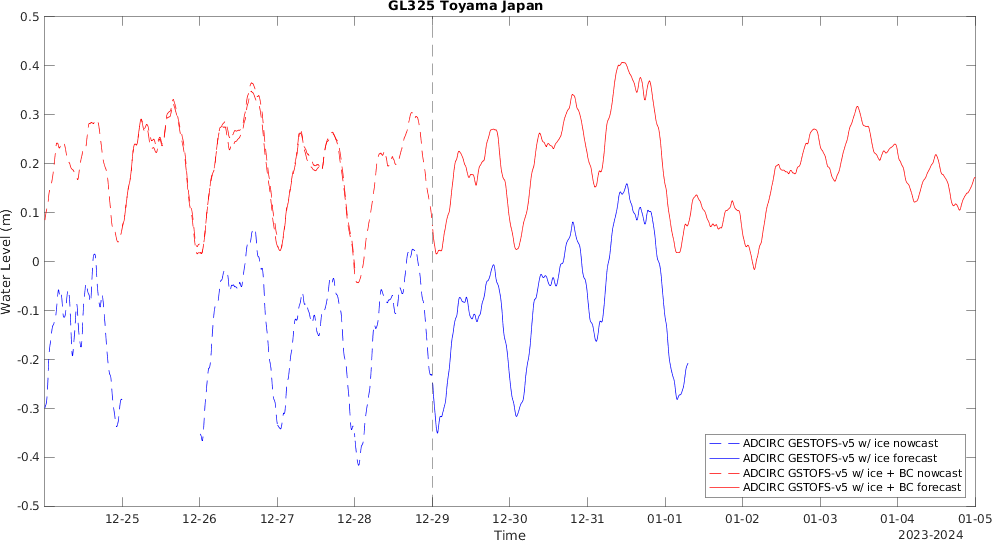 GL325 Toyama Japan
0.5
0.4
0.3
0.2
0.1
0
-0.1
-0.2
-0.3
-0.4
-0.5
Water Level (m)
ADCIRC GESTOFS-v5 w/ ice nowcast
ADCIRC GESTOFS-v5 w/ ice forecast
ADCIRC GSTOFS-v5 w/ ice + BC nowcast
ADCIRC GSTOFS-v5 w/ ice + BC forecast
12-25 12-26 12-27 12-28 12-29 12-30 12-31 01-01 01-02 01-03 01-04 01-05
Time
2023-2024